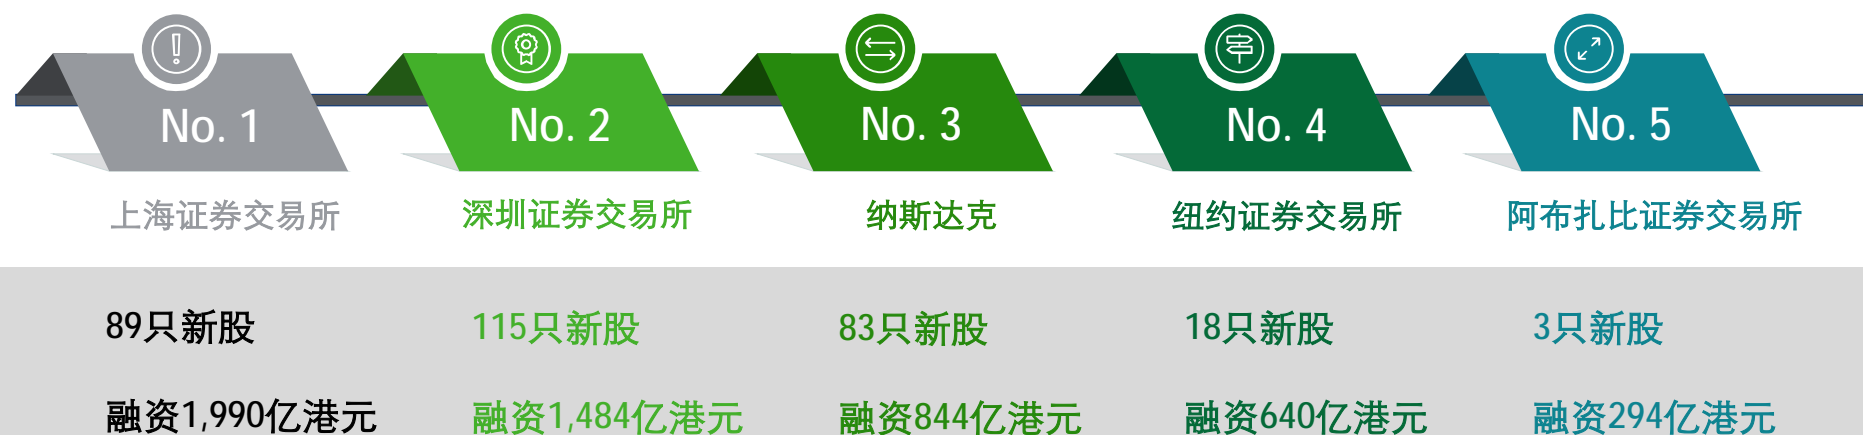 No. 1
No. 2
No. 3
No. 4
No. 5
上海证券交易所
深圳证券交易所
纳斯达克
纽约证券交易所
阿布扎比证券交易所
89只新股
115只新股
83只新股
18只新股
3只新股
融资1,990亿港元
融资1,484亿港元
融资844亿港元
融资640亿港元
融资294亿港元